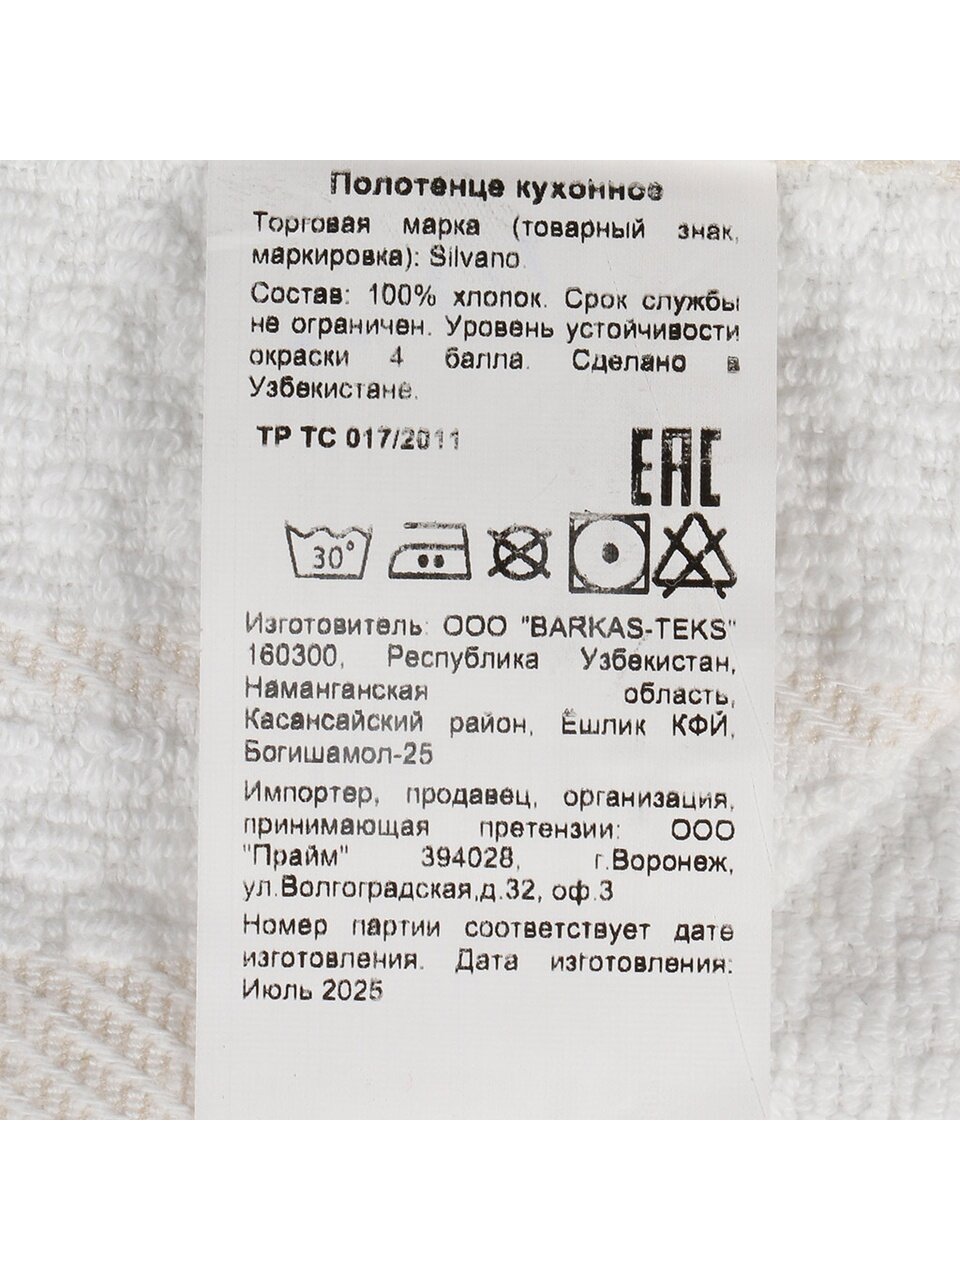 Полотенце кухонное
Торговая марка (товарный знак,
маркировка): Silvano.
Состав: 100% хлопок. Срок службы
не ограничен. Уровень устойчивости
окраски 4 балла. Сделано в
Узбекистане.
ТР ТС 017/2011
EAC
30°
Изготовитель: ООО "BARKAS-TEKS"
160300, Республика Узбекистан,
Наманганская область,
Касансайский район, Ёшлик КФЙ,
Богишамол-25
Импортер, продавец, организация,
принимающая претензии: ООО
"Прайм" 394028, г.Воронеж,
ул.Волгоградская,д.32, оф.3
Номер партии соответствует дате
изготовления. Дата изготовления:
Июль 2025